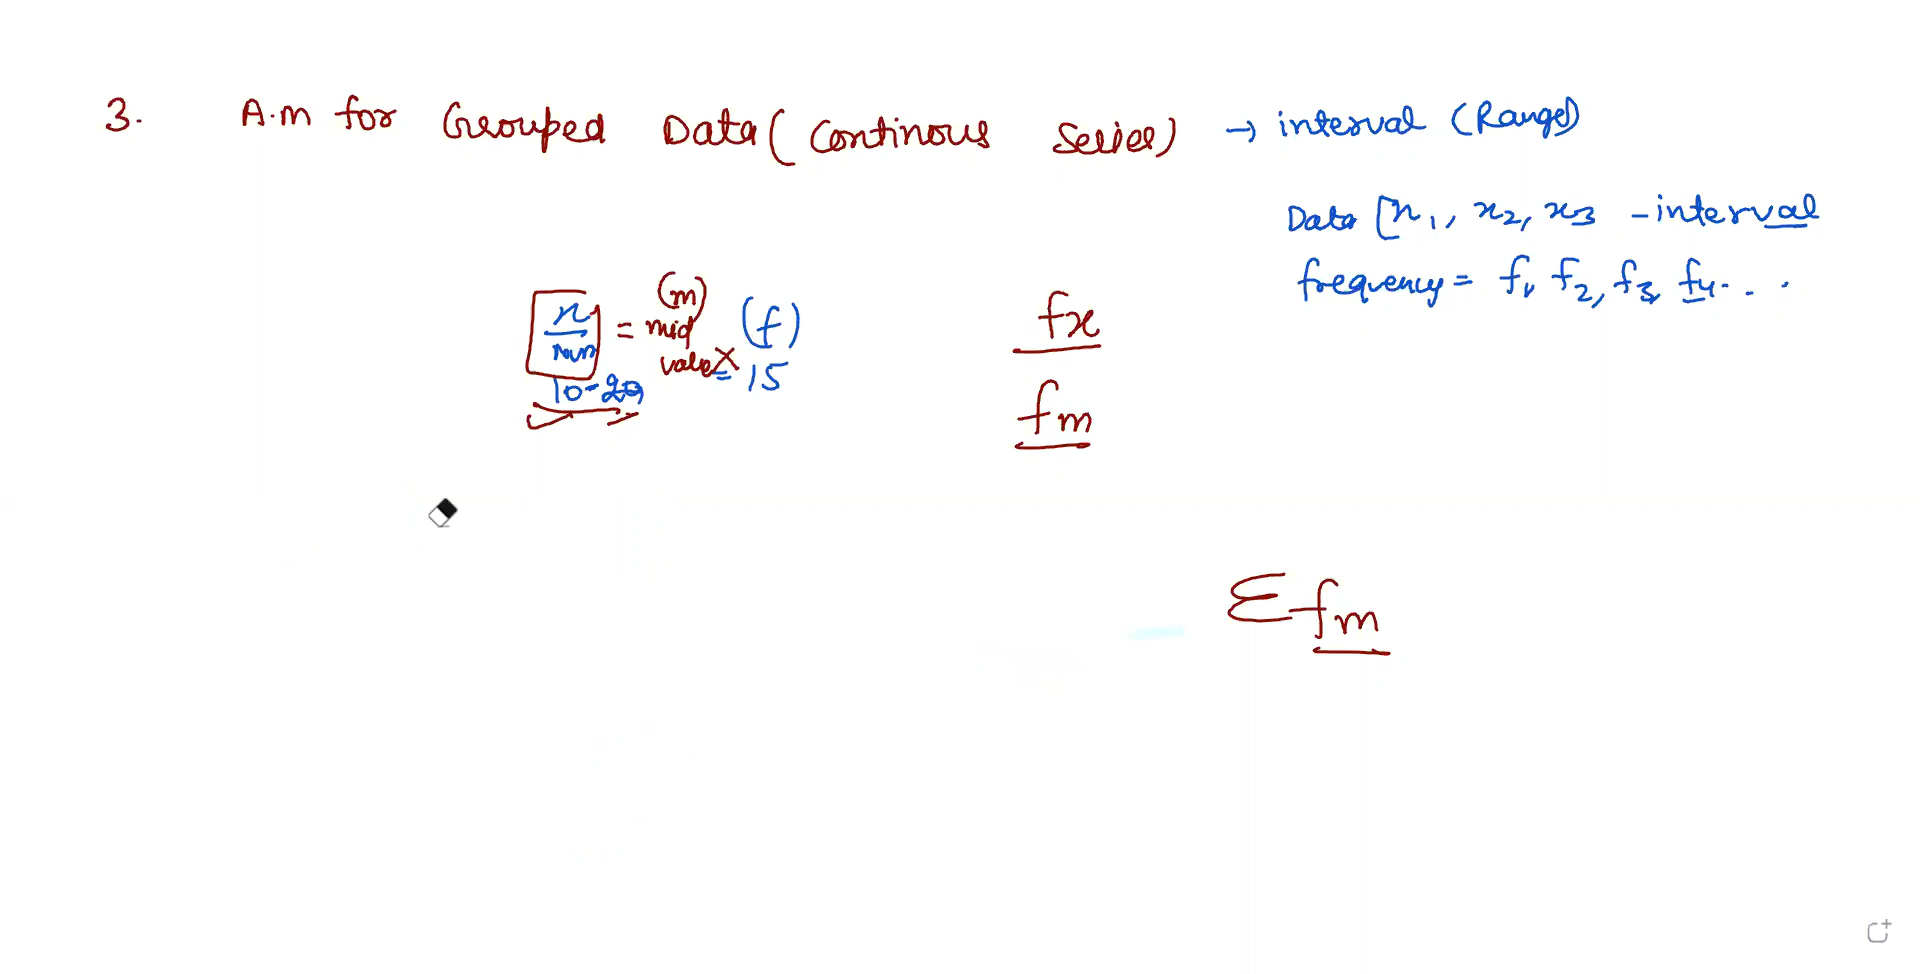 3. A.m for Grouped Data (Continous Series) → interval (Range)
Data [x1, x2, x3 - interval
frequency = f1, f2, f3, f4 . . .
(m)
x = mid (f)
value × = 15
10-20
fx
fm
Σfm